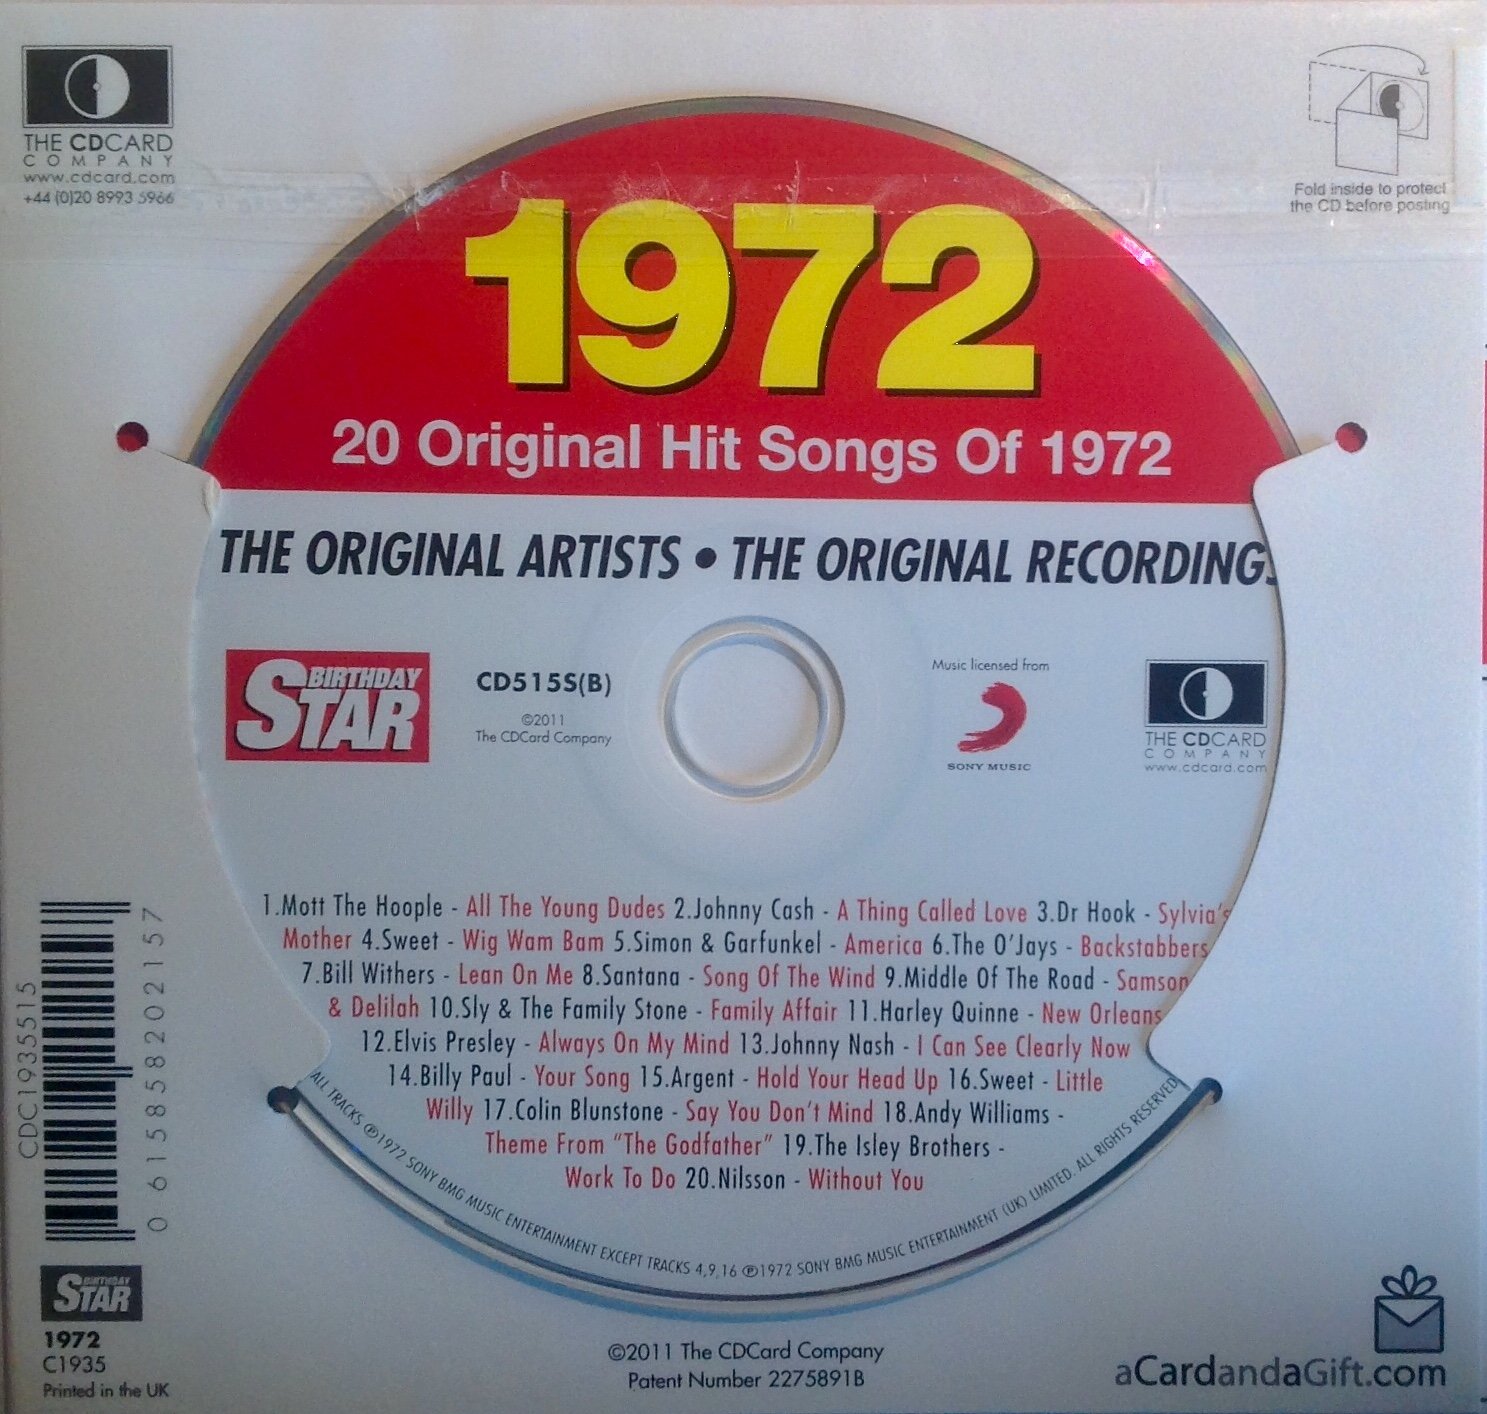 THE CDCARD
COMPANY
www.cdcard.com
+44 (0)20 8993 5966
Fold inside to protect
the CD before posting
1972
20 Original Hit Songs Of 1972
THE ORIGINAL ARTISTS • THE ORIGINAL RECORDINGS
BIRTHDAY
STAR
CD515S(B)
©2011
The CDCard Company
Music licensed from
SONY MUSIC
THE CDCARD
COMPANY
www.cdcard.com
1.Mott The Hoople - All The Young Dudes 2.Johnny Cash - A Thing Called Love 3.Dr Hook - Sylvia's
Mother 4.Sweet - Wig Wam Bam 5.Simon & Garfunkel - America 6.The O'Jays - Backstabbers
7.Bill Withers - Lean On Me 8.Santana - Song Of The Wind 9.Middle Of The Road - Samson
& Delilah 10.Sly & The Family Stone - Family Affair 11.Harley Quinne - New Orleans
12.Elvis Presley - Always On My Mind 13.Johnny Nash - I Can See Clearly Now
14.Billy Paul - Your Song 15.Argent - Hold Your Head Up 16.Sweet - Little
Willy 17.Colin Blunstone - Say You Don't Mind 18.Andy Williams -
Theme From "The Godfather" 19.The Isley Brothers -
Work To Do 20.Nilsson - Without You
ALL TRACKS ℗1972 SONY BMG MUSIC ENTERTAINMENT EXCEPT TRACKS 4,9,16 ℗1972 SONY BMG MUSIC ENTERTAINMENT (UK) LIMITED. ALL RIGHTS RESERVED
CDC1935515
0 615858 202157
BIRTHDAY
STAR
1972
C1935
Printed in the UK
©2011 The CDCard Company
Patent Number 2275891B
aCardandaGift.com